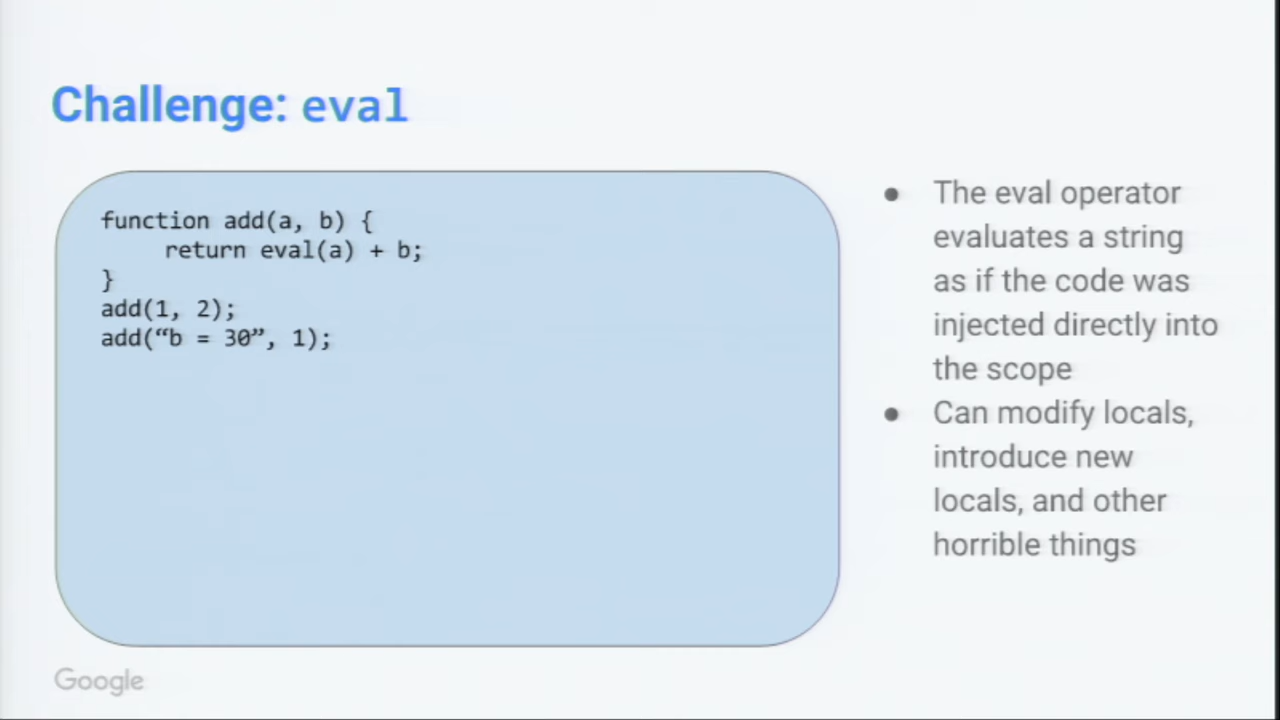 Challenge: eval
function add(a, b) {
return eval(a) + b;
}
add(1, 2);
add(“b = 30”, 1);
● The eval operator
evaluates a string
as if the code was
injected directly into
the scope
● Can modify locals,
introduce new
locals, and other
horrible things
Google